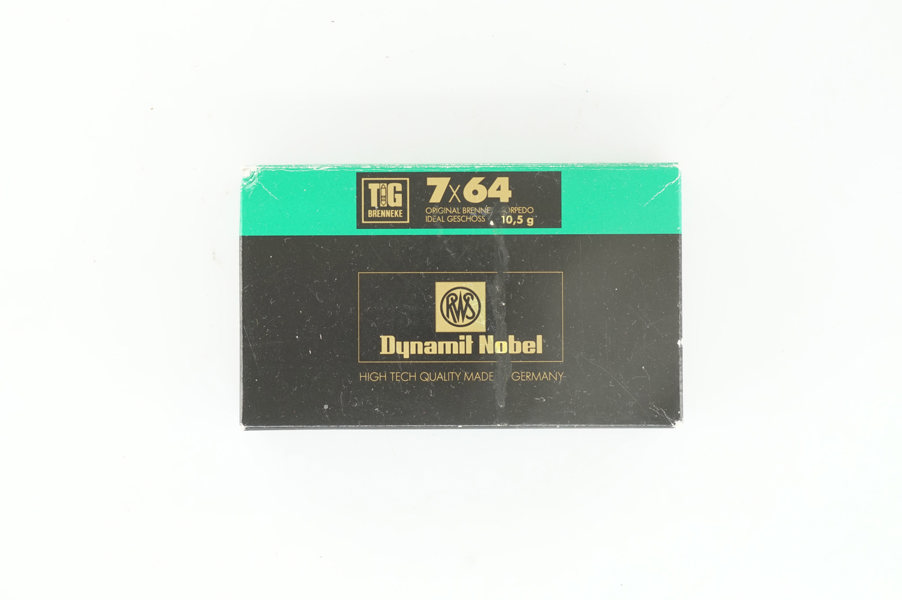 TIG
BRENNEKE
7x64
ORIGINAL BRENNE ORPEDO
IDEAL GESCHOSS 10,5 g
RWS
Dynamit Nobel
HIGH TECH QUALITY MADE GERMANY